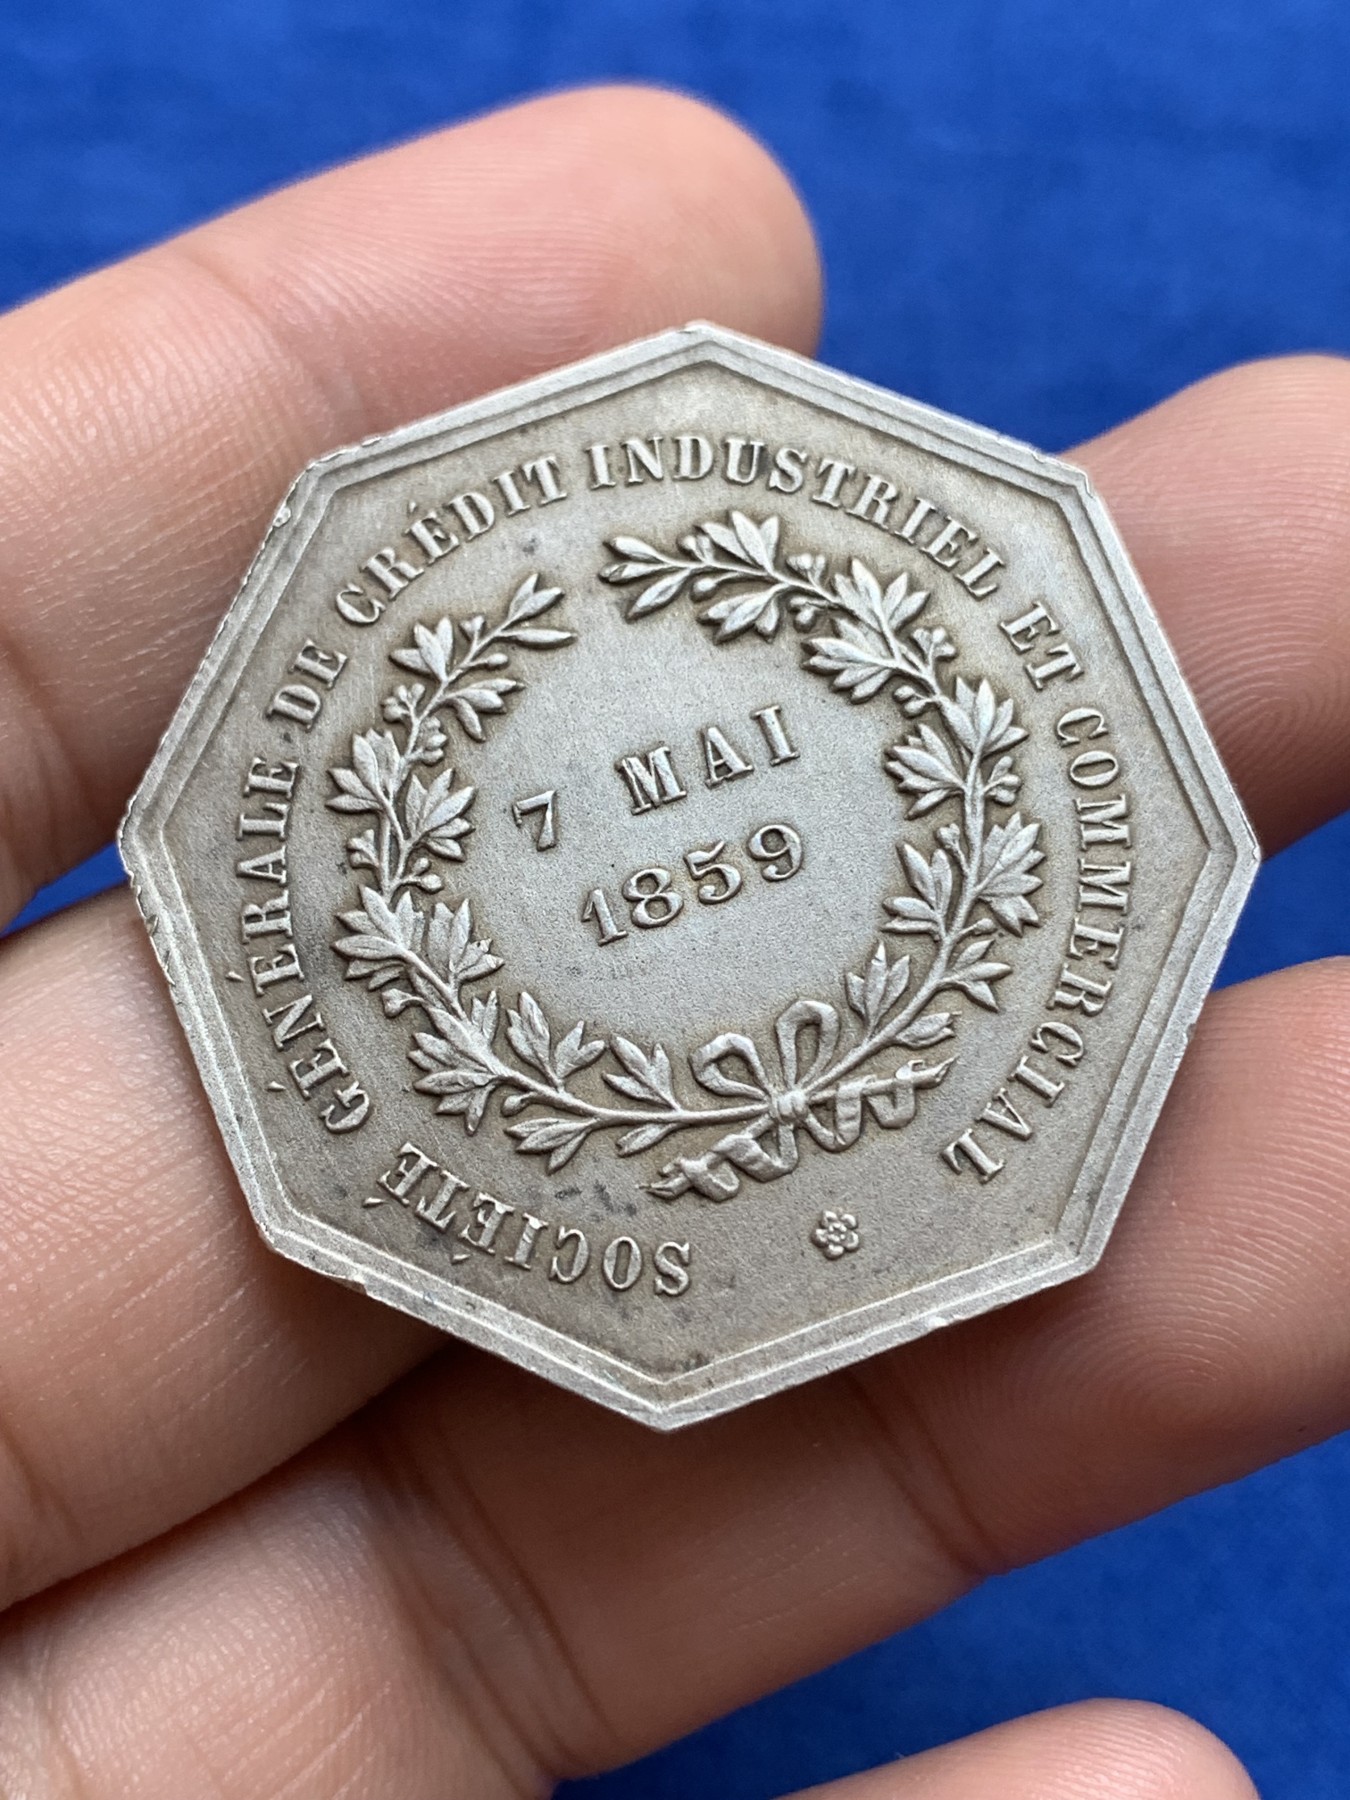 SOCIÉTÉ GÉNÉRALE DE CRÉDIT INDUSTRIEL ET COMMERCIAL
7 MAI
1859